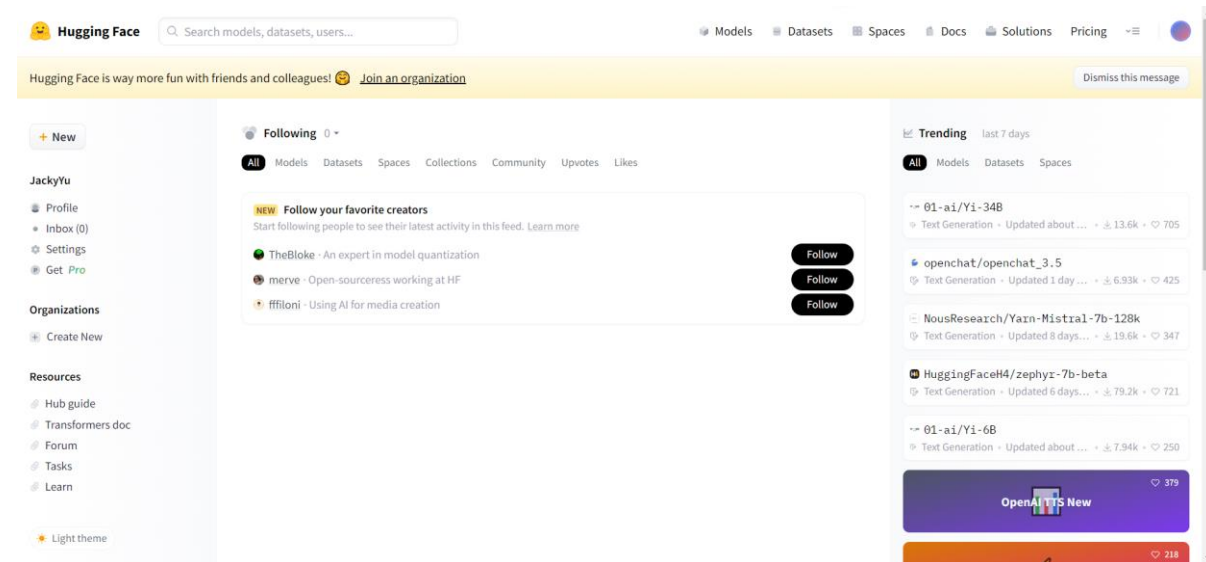 Hugging Face
Search models, datasets, users...
Models
Datasets
Spaces
Docs
Solutions
Pricing
Hugging Face is way more fun with friends and colleagues! 🤗 Join an organization
Dismiss this message
+ New
JackyYu
Profile
Inbox (0)
Settings
Get Pro
Organizations
Create New
Resources
Hub guide
Transformers doc
Forum
Tasks
Learn
Light theme
Following 0
All Models Datasets Spaces Collections Community Upvotes Likes
NEW Follow your favorite creators
Start following people to see their latest activity in this feed. Learn more
TheBloke · An expert in model quantization
Follow
merve · Open-sourceress working at HF
Follow
fffiloni · Using AI for media creation
Follow
Trending last 7 days
All Models Datasets Spaces
01-ai/Yi-34B
Text Generation • Updated about ... • 13.6k • 705
openchat/openchat_3.5
Text Generation • Updated 1 day ... • 6.93k • 425
NousResearch/Yarn-Mistral-7b-128k
Text Generation • Updated 8 days... • 19.6k • 347
HuggingFaceH4/zephyr-7b-beta
Text Generation • Updated 6 days... • 79.2k • 721
01-ai/Yi-6B
Text Generation • Updated about ... • 7.94k • 250
379
OpenAI TTS New
218